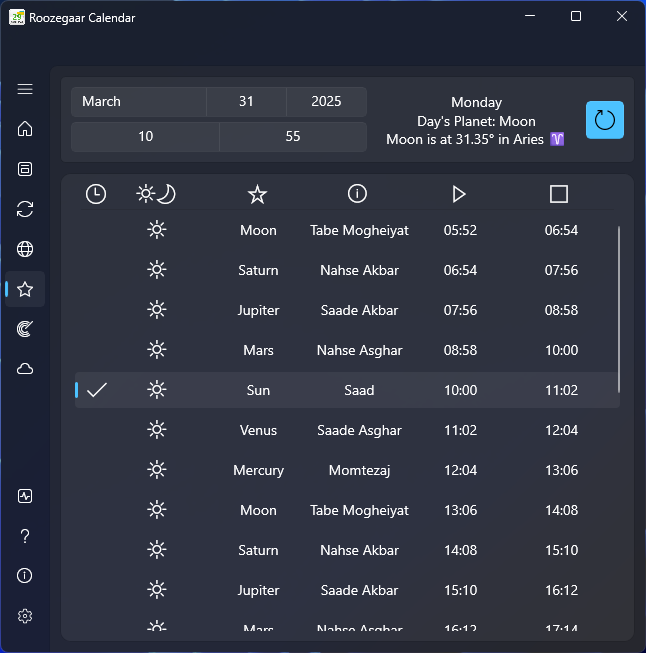 Roozegaar Calendar
March 31 2025
10 55
Monday
Day's Planet: Moon
Moon is at 31.35° in Aries ♈
Moon Tabe Mogheiyat 05:52 06:54
Saturn Nahse Akbar 06:54 07:56
Jupiter Saade Akbar 07:56 08:58
Mars Nahse Asghar 08:58 10:00
Sun Saad 10:00 11:02
Venus Saade Asghar 11:02 12:04
Mercury Momtezaj 12:04 13:06
Moon Tabe Mogheiyat 13:06 14:08
Saturn Nahse Akbar 14:08 15:10
Jupiter Saade Akbar 15:10 16:12
Mars Nahse Asghar 16:12 17:14